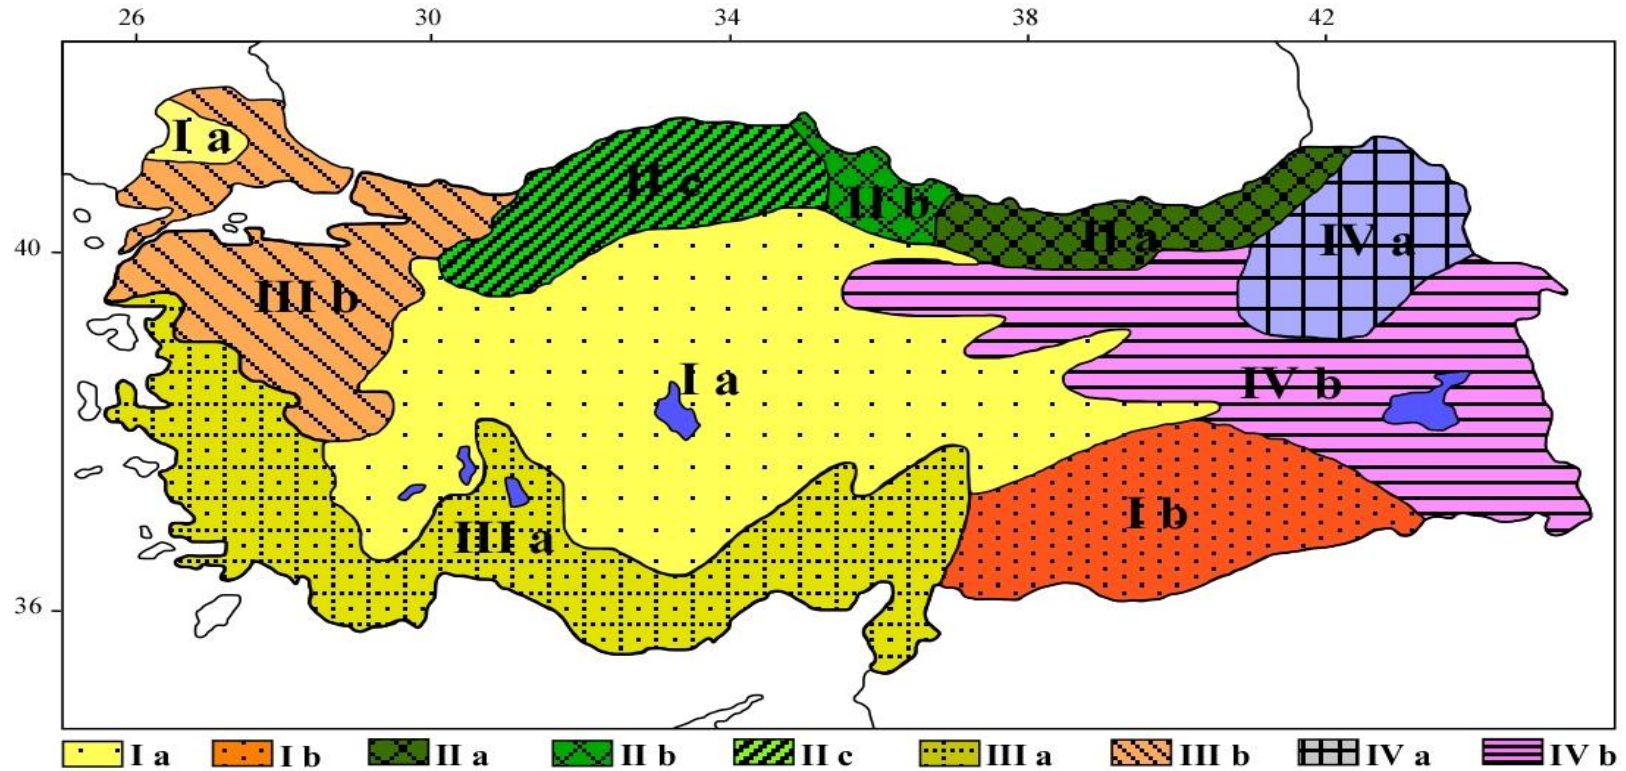 26 30 34 38 42
I a
II c
II b
II a
IV a
40
III b
I a
IV b
I b
III a
36
I a I b II a II b II c III a III b IV a IV b